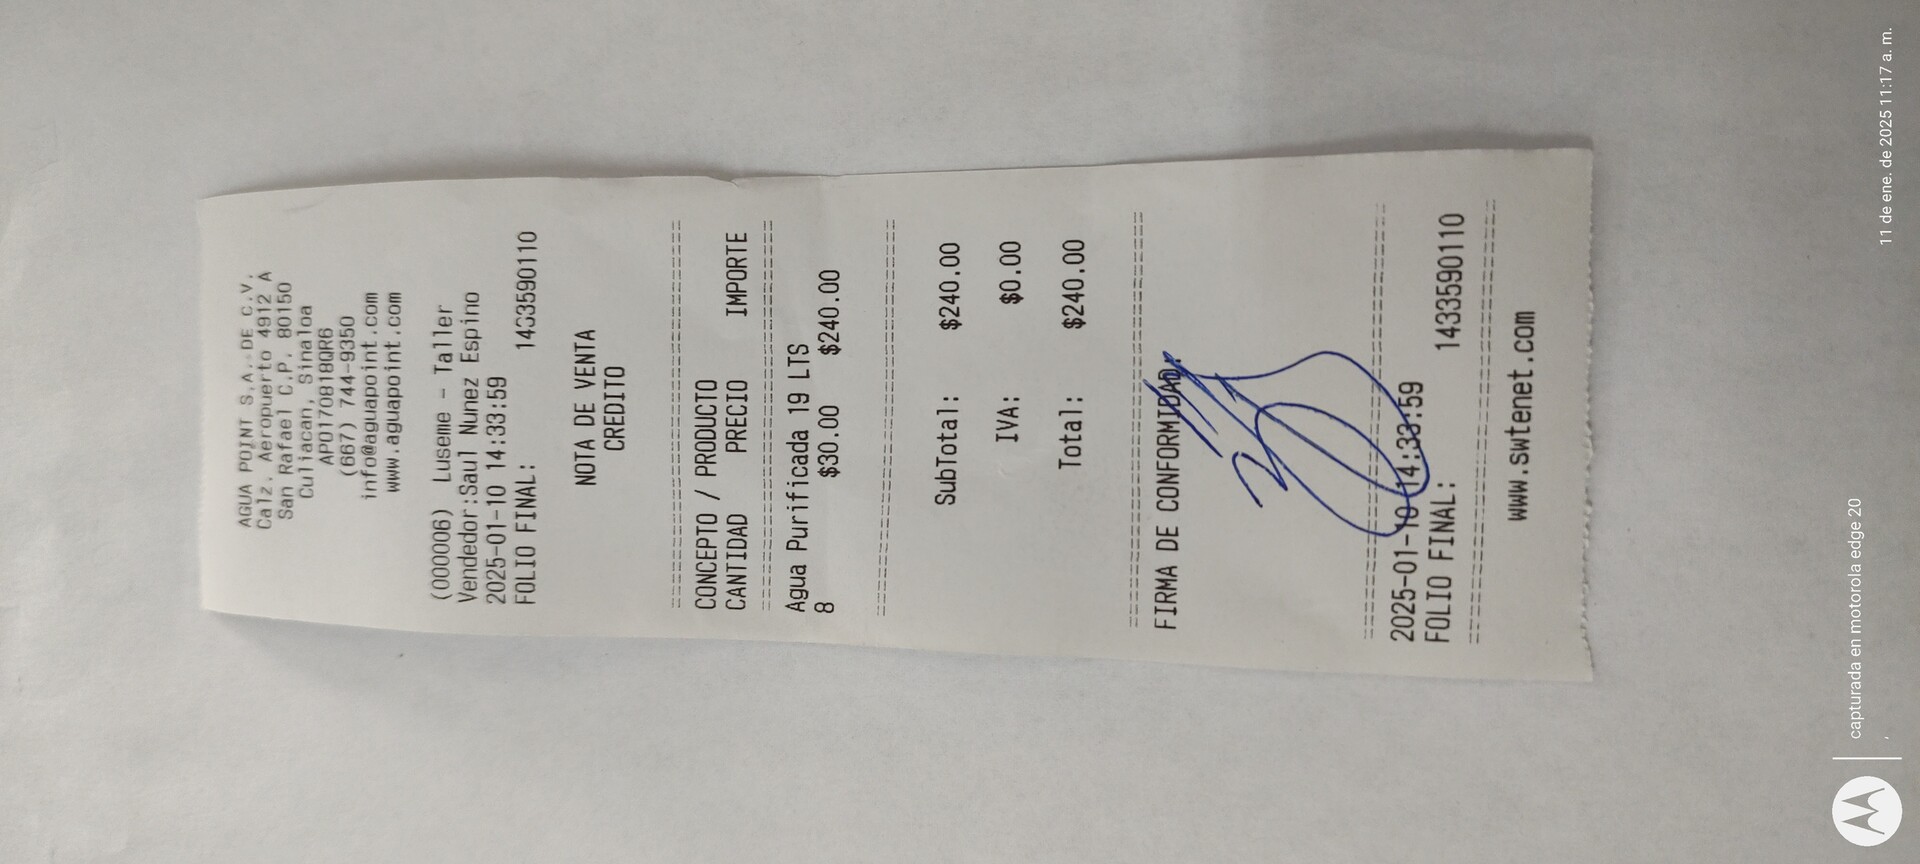 AGUA POINT S.A. DE C.V.
Calz. Aeropuerto 4912 A
San Rafael C.P. 80150
Culiacan, Sinaloa
APO170818QR6
(667) 744-9350
info@aguapoint.com
www.aguapoint.com
(000006) Luseme - Taller
Vendedor:Saul Nunez Espino
2025-01-10 14:33:59
FOLIO FINAL: 1433590110
NOTA DE VENTA
CREDITO
CONCEPTO / PRODUCTO
CANTIDAD PRECIO IMPORTE
Agua Purificada 19 LTS
8 $30.00 $240.00
SubTotal: $240.00
IVA: $0.00
Total: $240.00
FIRMA DE CONFORMIDAD:
2025-01-10 14:33:59
FOLIO FINAL: 1433590110
www.swtenet.com
capturada en motorola edge 20
11 de ene. de 2025 11:17 a. m.